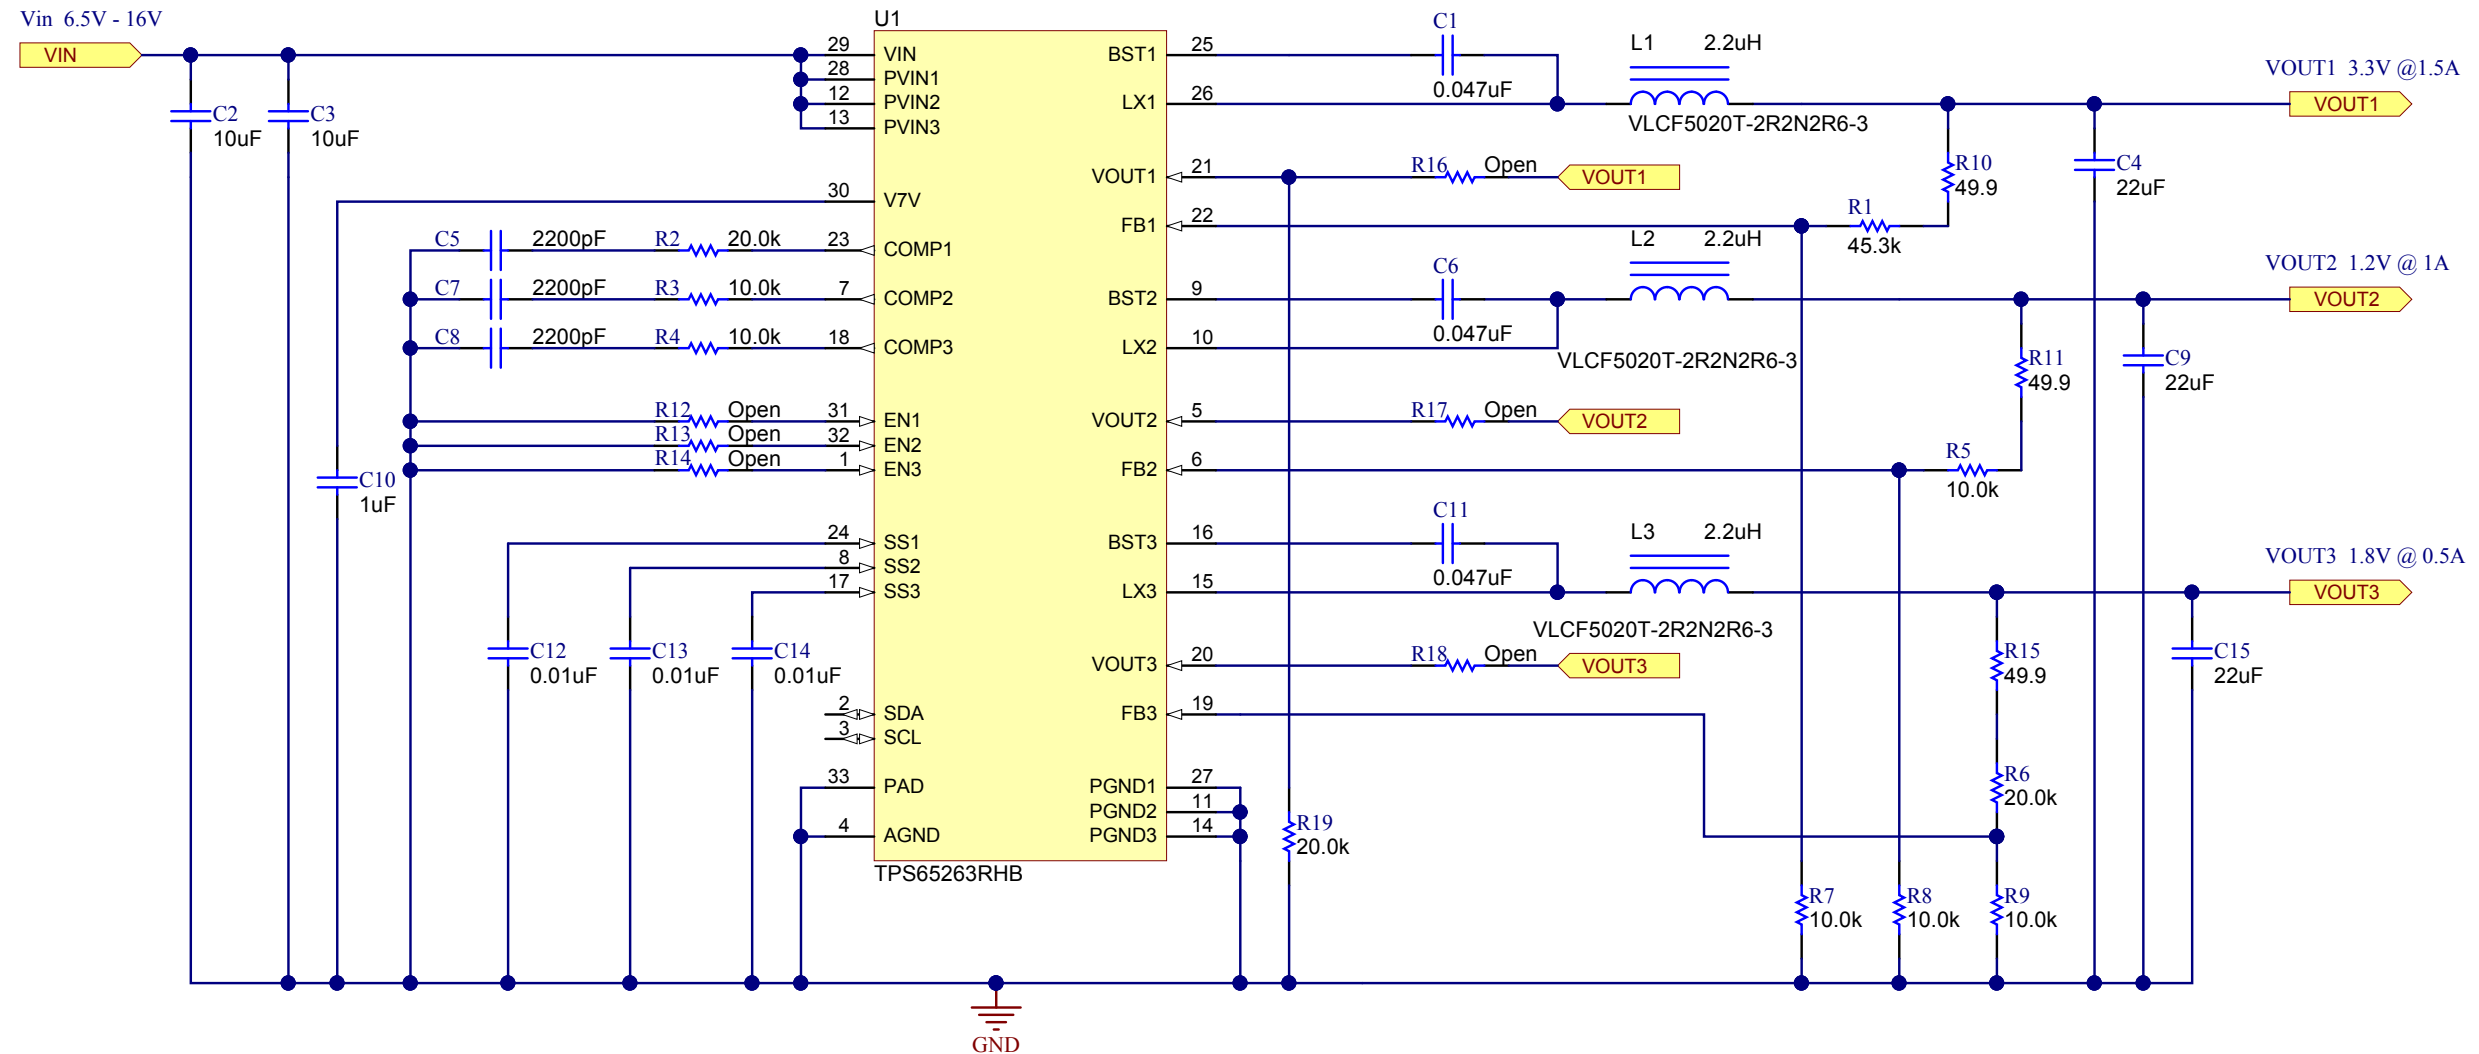 Vin 6.5V - 16V
VIN
C2
10uF
C3
10uF
U1
29 VIN
28 PVIN1
12 PVIN2
13 PVIN3
30 V7V
C5 2200pF R2 20.0k 23 COMP1
C7 2200pF R3 10.0k 7 COMP2
C8 2200pF R4 10.0k 18 COMP3
R12 Open 31 EN1
R13 Open 32 EN2
R14 Open 1 EN3
C10
1uF
24 SS1
8 SS2
17 SS3
C12
0.01uF
C13
0.01uF
C14
0.01uF
2 SDA
3 SCL
33 PAD
4 AGND
TPS65263RHB
BST1 25
LX1 26
VOUT1 21
FB1 22
BST2 9
LX2 10
VOUT2 5
FB2 6
BST3 16
LX3 15
VOUT3 20
FB3 19
PGND1 27
PGND2 11
PGND3 14
C1
0.047uF
L1 2.2uH
VLCF5020T-2R2N2R6-3
VOUT1 3.3V @1.5A
VOUT1
R16 Open VOUT1
R10
49.9
C4
22uF
R1
45.3k
L2 2.2uH
C6
0.047uF
VLCF5020T-2R2N2R6-3
VOUT2 1.2V @ 1A
VOUT2
R11
49.9
C9
22uF
R17 Open VOUT2
R5
10.0k
C11
0.047uF
L3 2.2uH
VLCF5020T-2R2N2R6-3
VOUT3 1.8V @ 0.5A
VOUT3
R18 Open VOUT3
R15
49.9
C15
22uF
R6
20.0k
R19
20.0k
R7
10.0k
R8
10.0k
R9
10.0k
GND